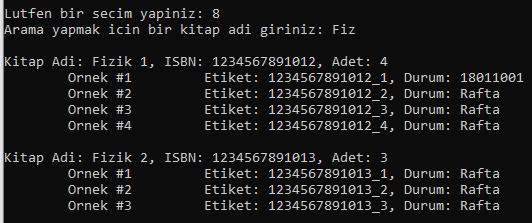 Lutfen bir secim yapiniz: 8
Arama yapmak icin bir kitap adi giriniz: Fiz
Kitap Adi: Fizik 1, ISBN: 1234567891012, Adet: 4
Ornek #1 Etiket: 1234567891012_1, Durum: 18011001
Ornek #2 Etiket: 1234567891012_2, Durum: Rafta
Ornek #3 Etiket: 1234567891012_3, Durum: Rafta
Ornek #4 Etiket: 1234567891012_4, Durum: Rafta
Kitap Adi: Fizik 2, ISBN: 1234567891013, Adet: 3
Ornek #1 Etiket: 1234567891013_1, Durum: Rafta
Ornek #2 Etiket: 1234567891013_2, Durum: Rafta
Ornek #3 Etiket: 1234567891013_3, Durum: Rafta